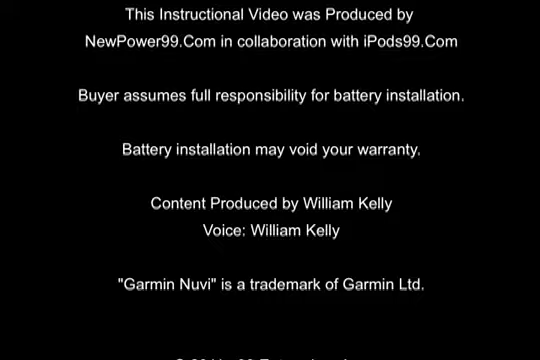 This Instructional Video was Produced by
NewPower99.Com in collaboration with iPods99.Com
Buyer assumes full responsibility for battery installation.
Battery installation may void your warranty.
Content Produced by William Kelly
Voice: William Kelly
"Garmin Nuvi" is a trademark of Garmin Ltd.